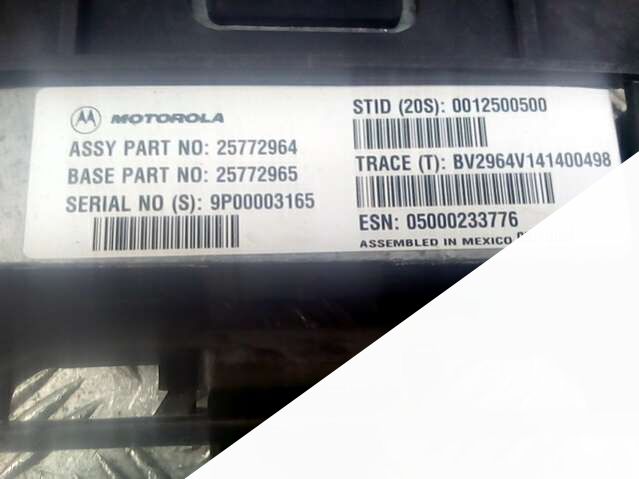 MOTOROLA
ASSY PART NO: 25772964
BASE PART NO: 25772965
SERIAL NO (S): 9P00003165
STID (20S): 0012500500
TRACE (T): BV2964V141400498
ESN: 05000233776
ASSEMBLED IN MEXICO